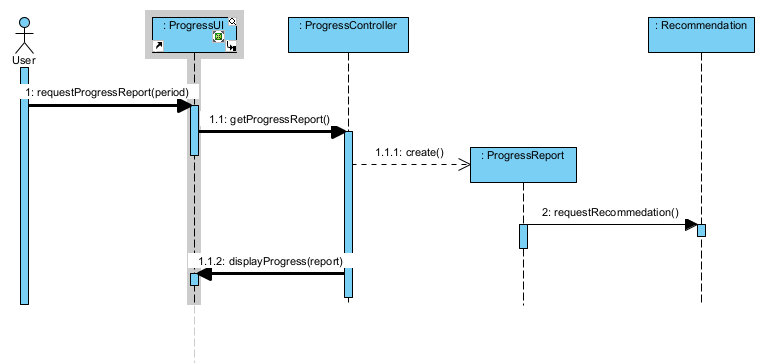 : ProgressUI
: ProgressController
: Recommendation
User
1: requestProgressReport(period)
1.1: getProgressReport()
1.1.1: create()
: ProgressReport
2: requestRecommedation()
1.1.2: displayProgress(report)